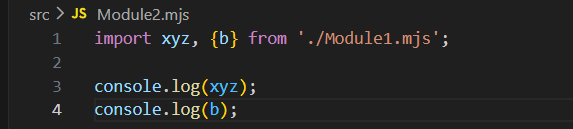 src > JS Module2.mjs
1 import xyz, {b} from './Module1.mjs';
2
3 console.log(xyz);
4 console.log(b);